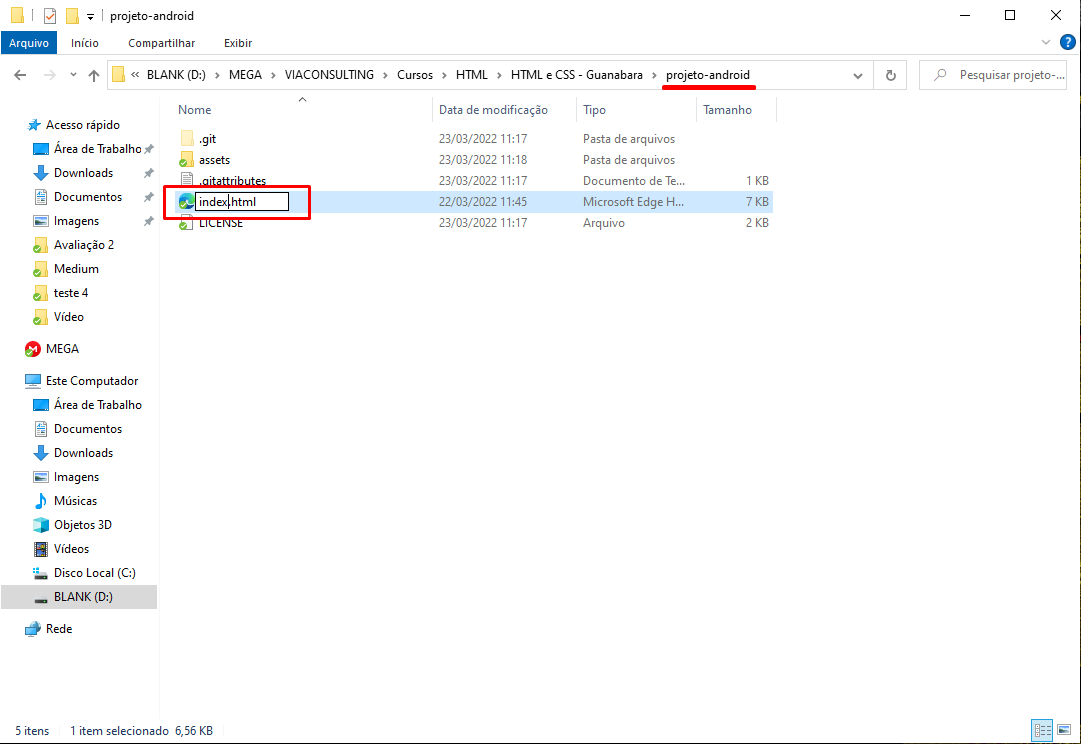 projeto-android
Arquivo Início Compartilhar Exibir
« BLANK (D:) › MEGA › VIACONSULTING › Cursos › HTML › HTML e CSS - Guanabara › projeto-android
Pesquisar projeto-...
Nome Data de modificação Tipo Tamanho
.git 23/03/2022 11:17 Pasta de arquivos
assets 23/03/2022 11:18 Pasta de arquivos
.gitattributes 23/03/2022 11:17 Documento de Te... 1 KB
index.html 22/03/2022 11:45 Microsoft Edge H... 7 KB
LICENSE 23/03/2022 11:17 Arquivo 2 KB
Acesso rápido
Área de Trabalho
Downloads
Documentos
Imagens
Avaliação 2
Medium
teste 4
Vídeo
MEGA
Este Computador
Área de Trabalho
Documentos
Downloads
Imagens
Músicas
Objetos 3D
Vídeos
Disco Local (C:)
BLANK (D:)
Rede
5 itens 1 item selecionado 6,56 KB